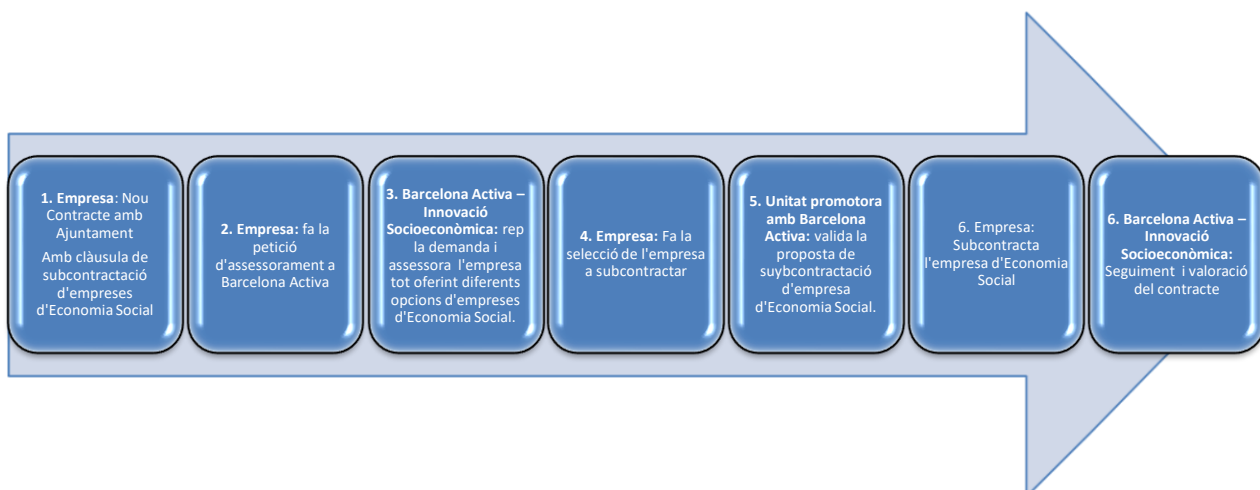 1. Empresa: Nou
Contracte amb
Ajuntament
Amb clàusula de
subcontractació
d'empreses
d'Economia Social
2. Empresa: fa la
petició
d'assessorament a
Barcelona Activa
3. Barcelona Activa –
Innovació
Socioeconòmica: rep
la demanda i
assessora l'empresa
tot oferint diferents
opcions d'empreses
d'Economia Social.
4. Empresa: Fa la
selecció de l'empresa
a subcontractar
5. Unitat promotora
amb Barcelona
Activa: valida la
proposta de
suybcontractació
d'empresa
d'Economia Social.
6. Empresa:
Subcontracta
l'empresa d'Economia
Social
6. Barcelona Activa –
Innovació
Socioeconòmica:
Seguiment i valoració
del contracte